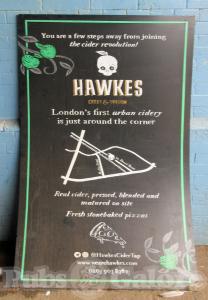 You are a few steps away from joining
the cider revolution!
HAWKES
London's first urban cidery
is just around the corner
Real cider, pressed, blended and
matured on site
Fresh stonebaked pizzas
@HawkesCiderTap
www.wearehawkes.com